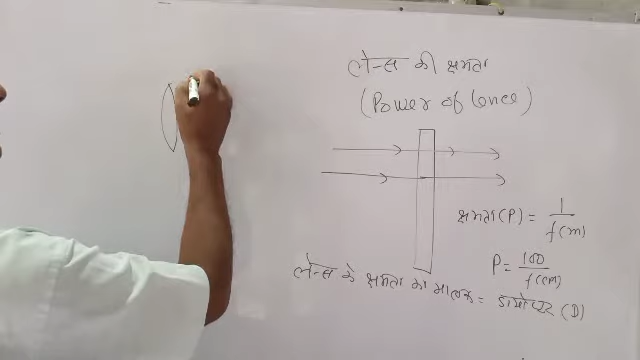 लेन्स की क्षमता
(Power of lence)
क्षमता (P) = 1/f(m)
P = 100/f(cm)
लेन्स के क्षमता का मात्रक = डायोप्टर (D)